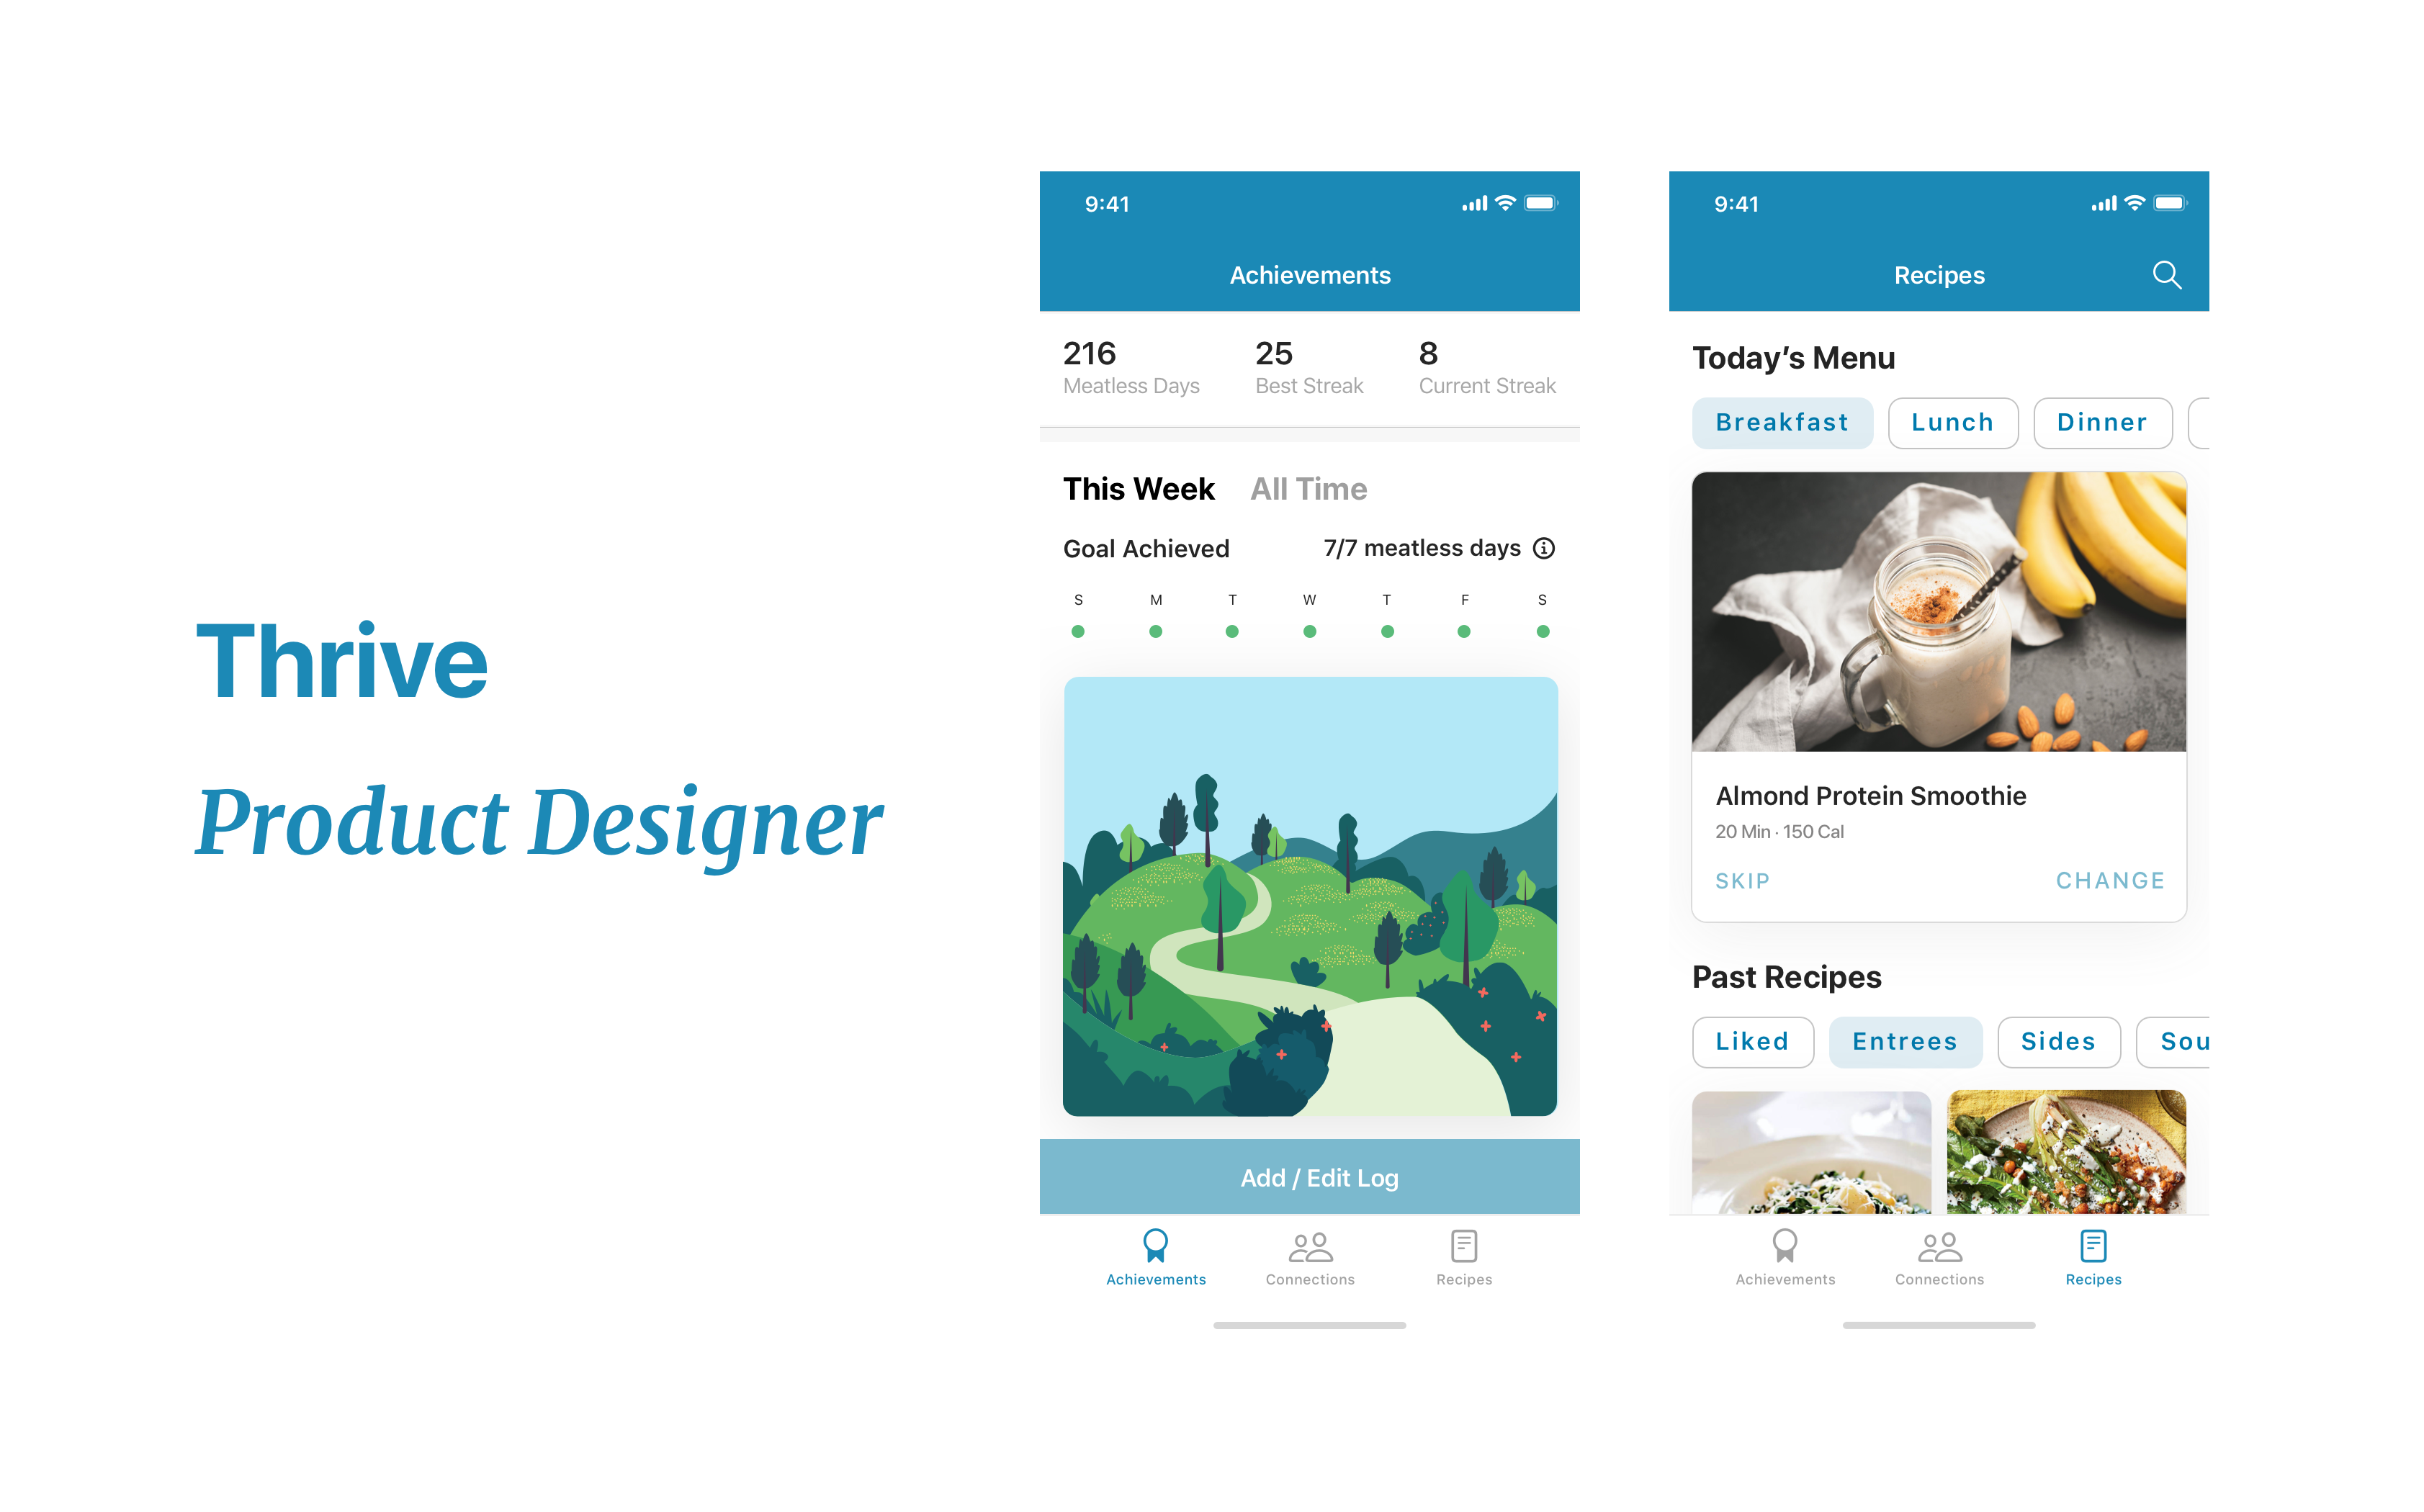 Thrive
Product Designer
9:41
Achievements
216 25 8
Meatless Days Best Streak Current Streak
This Week All Time
Goal Achieved 7/7 meatless days
S M T W T F S
Add / Edit Log
Achievements Connections Recipes
9:41
Recipes
Today’s Menu
Breakfast Lunch Dinner
Almond Protein Smoothie
20 Min · 150 Cal
SKIP CHANGE
Past Recipes
Liked Entrees Sides Sou
Achievements Connections Recipes